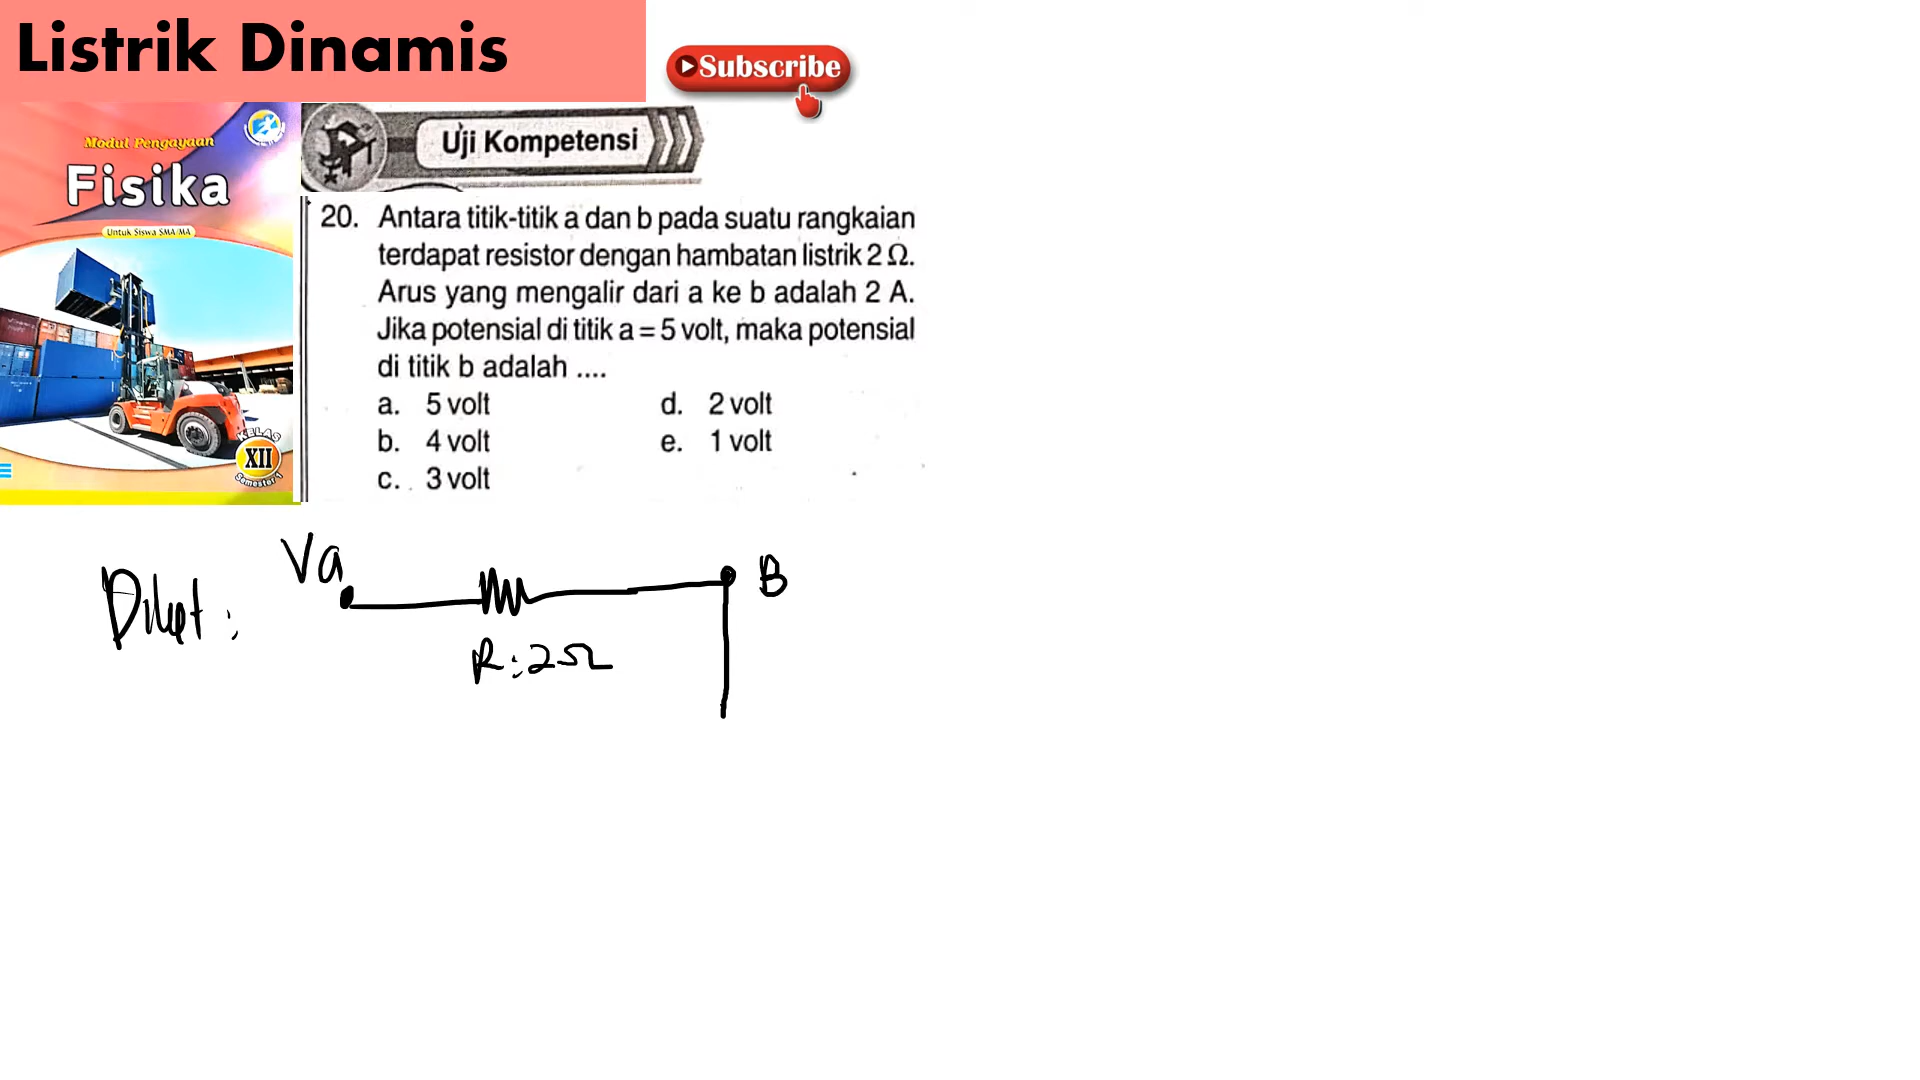 Listrik Dinamis
Subscribe
Modul Pengayaan
Fisika
Untuk Siswa SMA/MA
KELAS
XII
Semester 1
Uji Kompetensi
20. Antara titik-titik a dan b pada suatu rangkaian
terdapat resistor dengan hambatan listrik 2 Ω.
Arus yang mengalir dari a ke b adalah 2 A.
Jika potensial di titik a = 5 volt, maka potensial
di titik b adalah ....
a. 5 volt d. 2 volt
b. 4 volt e. 1 volt
c. 3 volt
Va
B
Diket :
R : 2 Ω